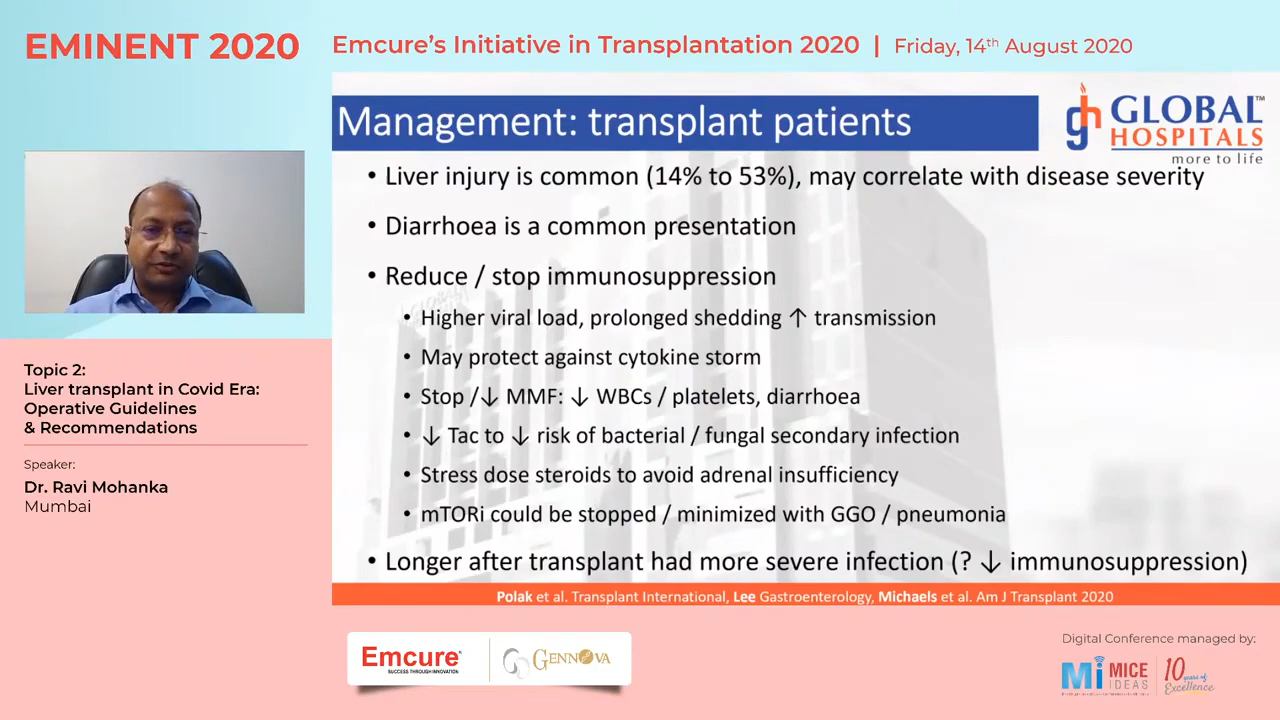 EMINENT 2020
Emcure's Initiative in Transplantation 2020 | Friday, 14th August 2020
Management: transplant patients
gh GLOBAL™
HOSPITALS
more to life
• Liver injury is common (14% to 53%), may correlate with disease severity
• Diarrhoea is a common presentation
• Reduce / stop immunosuppression
• Higher viral load, prolonged shedding ↑ transmission
• May protect against cytokine storm
• Stop /↓ MMF: ↓ WBCs / platelets, diarrhoea
• ↓ Tac to ↓ risk of bacterial / fungal secondary infection
• Stress dose steroids to avoid adrenal insufficiency
• mTORi could be stopped / minimized with GGO / pneumonia
• Longer after transplant had more severe infection (? ↓ immunosuppression)
Polak et al. Transplant International, Lee Gastroenterology, Michaels et al. Am J Transplant 2020
Topic 2:
Liver transplant in Covid Era:
Operative Guidelines
& Recommendations
Speaker:
Dr. Ravi Mohanka
Mumbai
Emcure®
SUCCESS THROUGH INNOVATION
GENNOVA
Digital Conference managed by:
Mi MICE
IDEAS
10 years of
Excellence